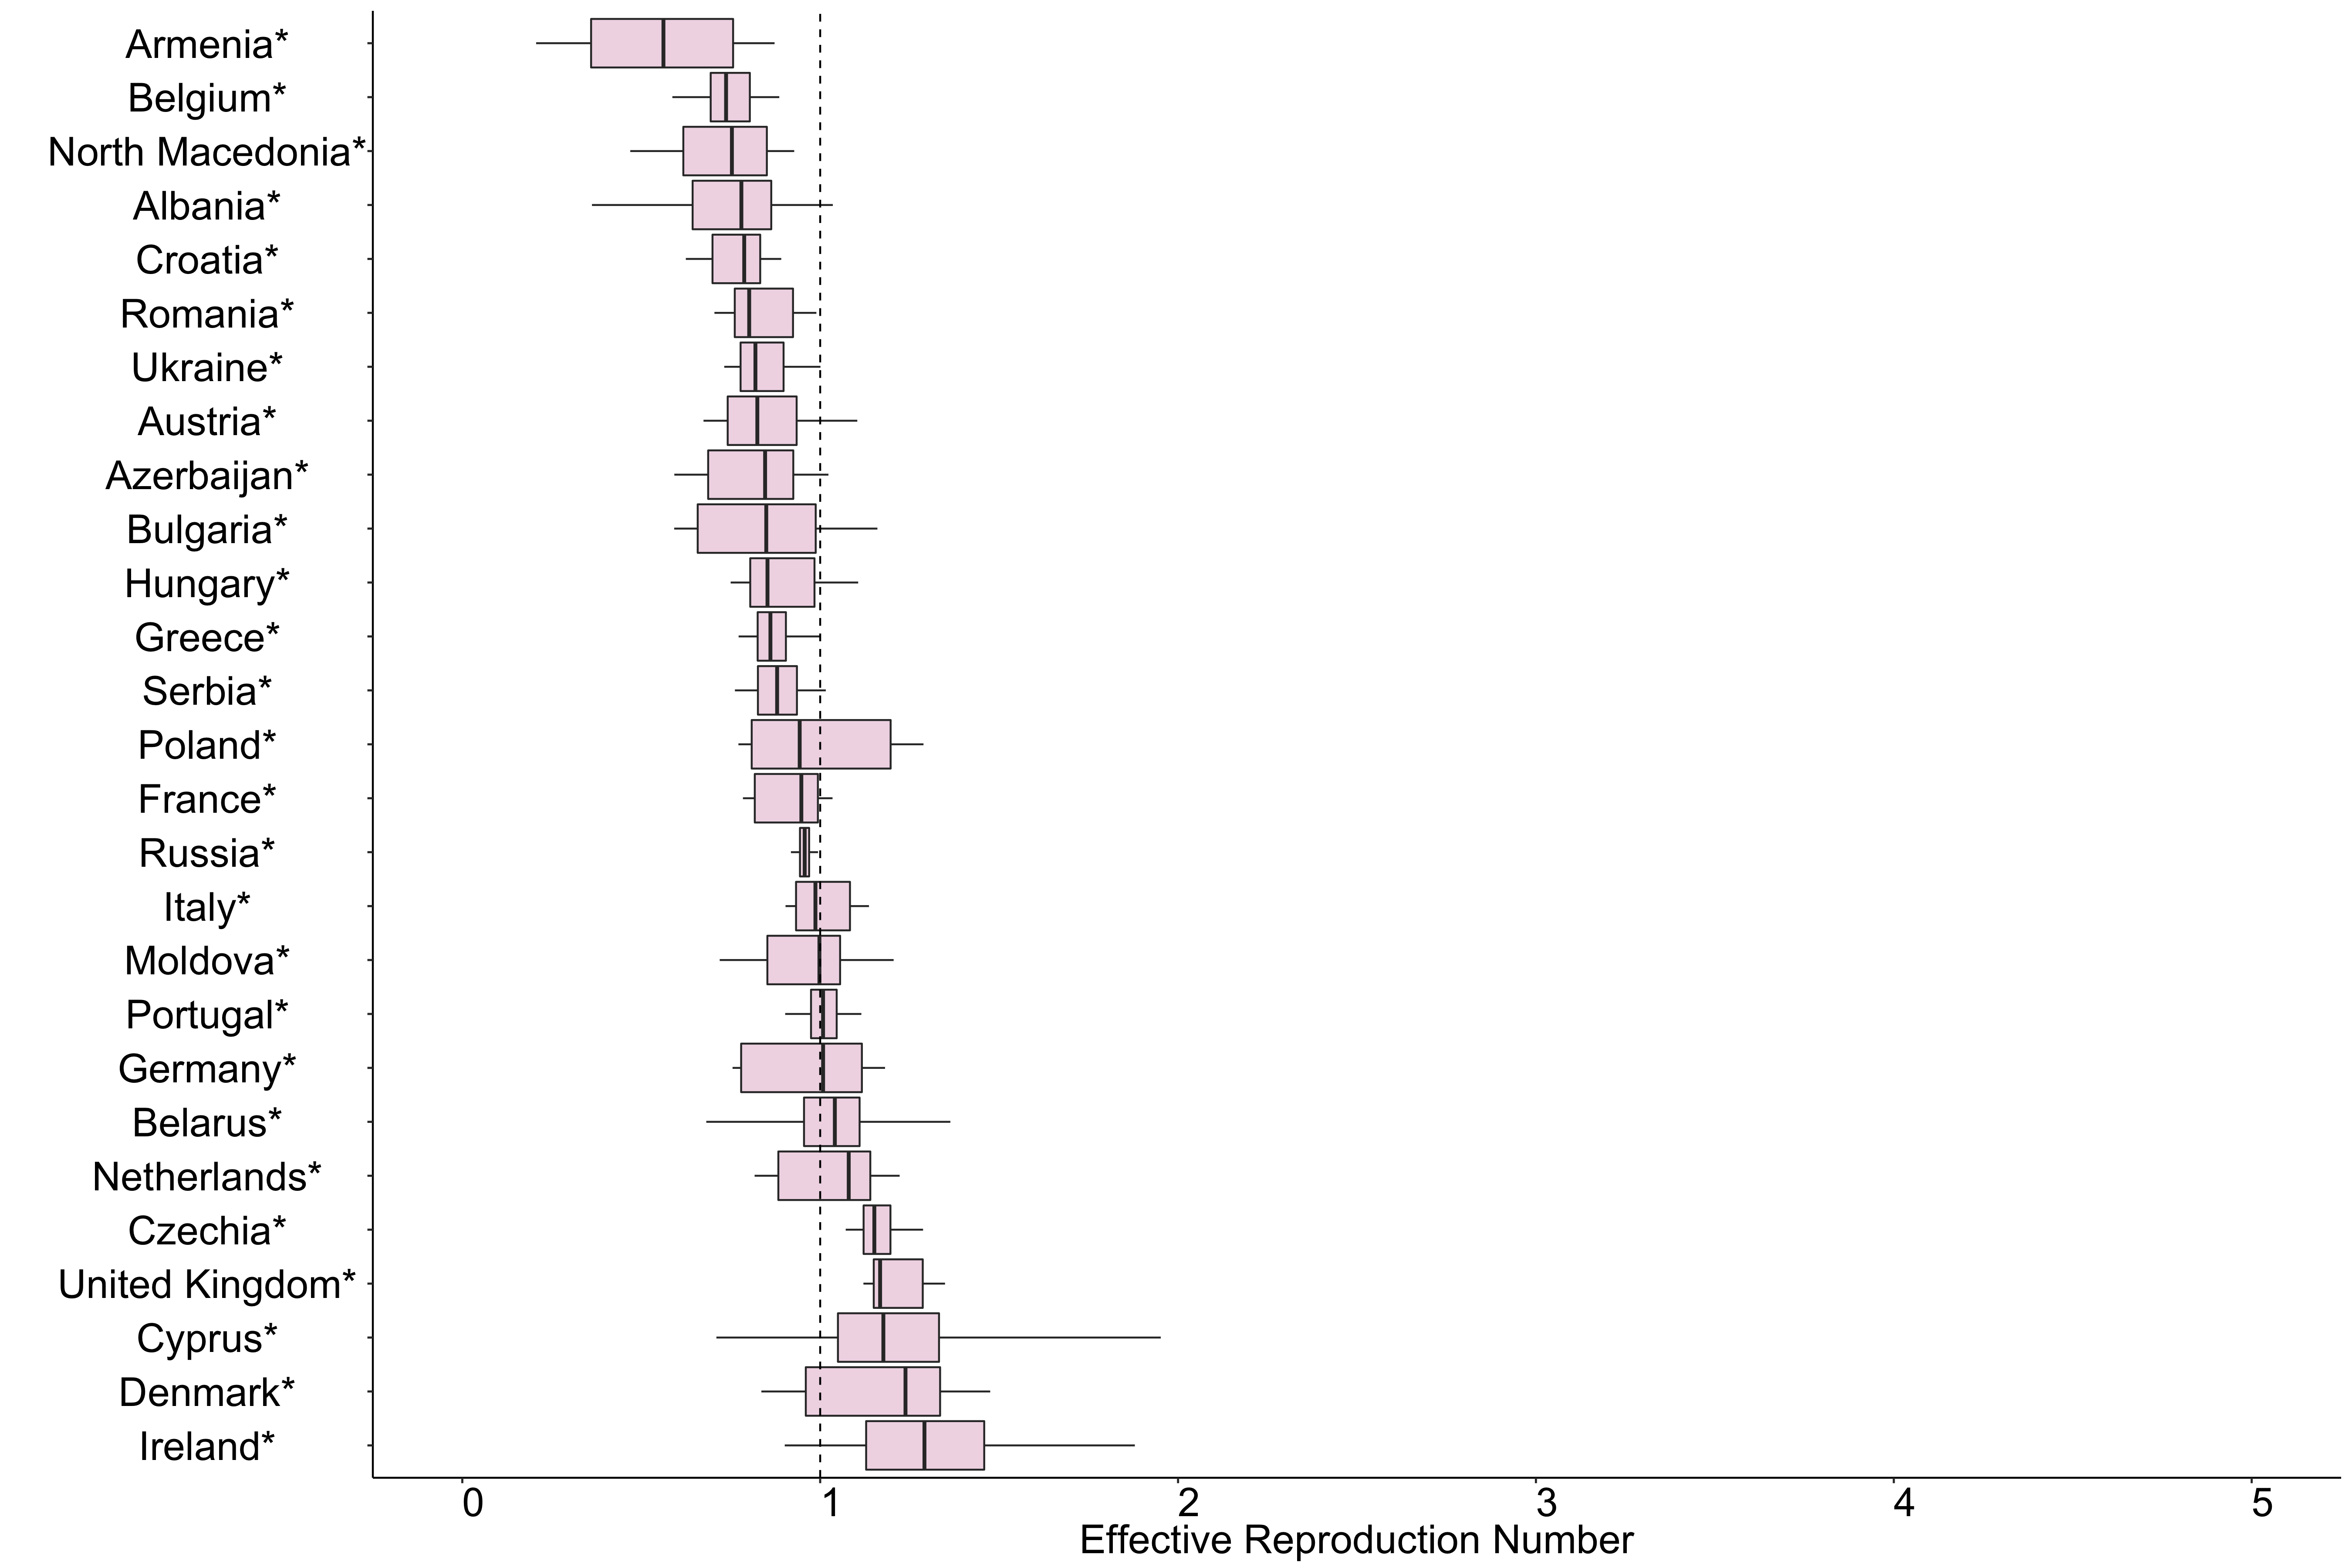 Armenia*
Belgium*
North Macedonia*
Albania*
Croatia*
Romania*
Ukraine*
Austria*
Azerbaijan*
Bulgaria*
Hungary*
Greece*
Serbia*
Poland*
France*
Russia*
Italy*
Moldova*
Portugal*
Germany*
Belarus*
Netherlands*
Czechia*
United Kingdom*
Cyprus*
Denmark*
Ireland*
0 1 2 3 4 5
Effective Reproduction Number